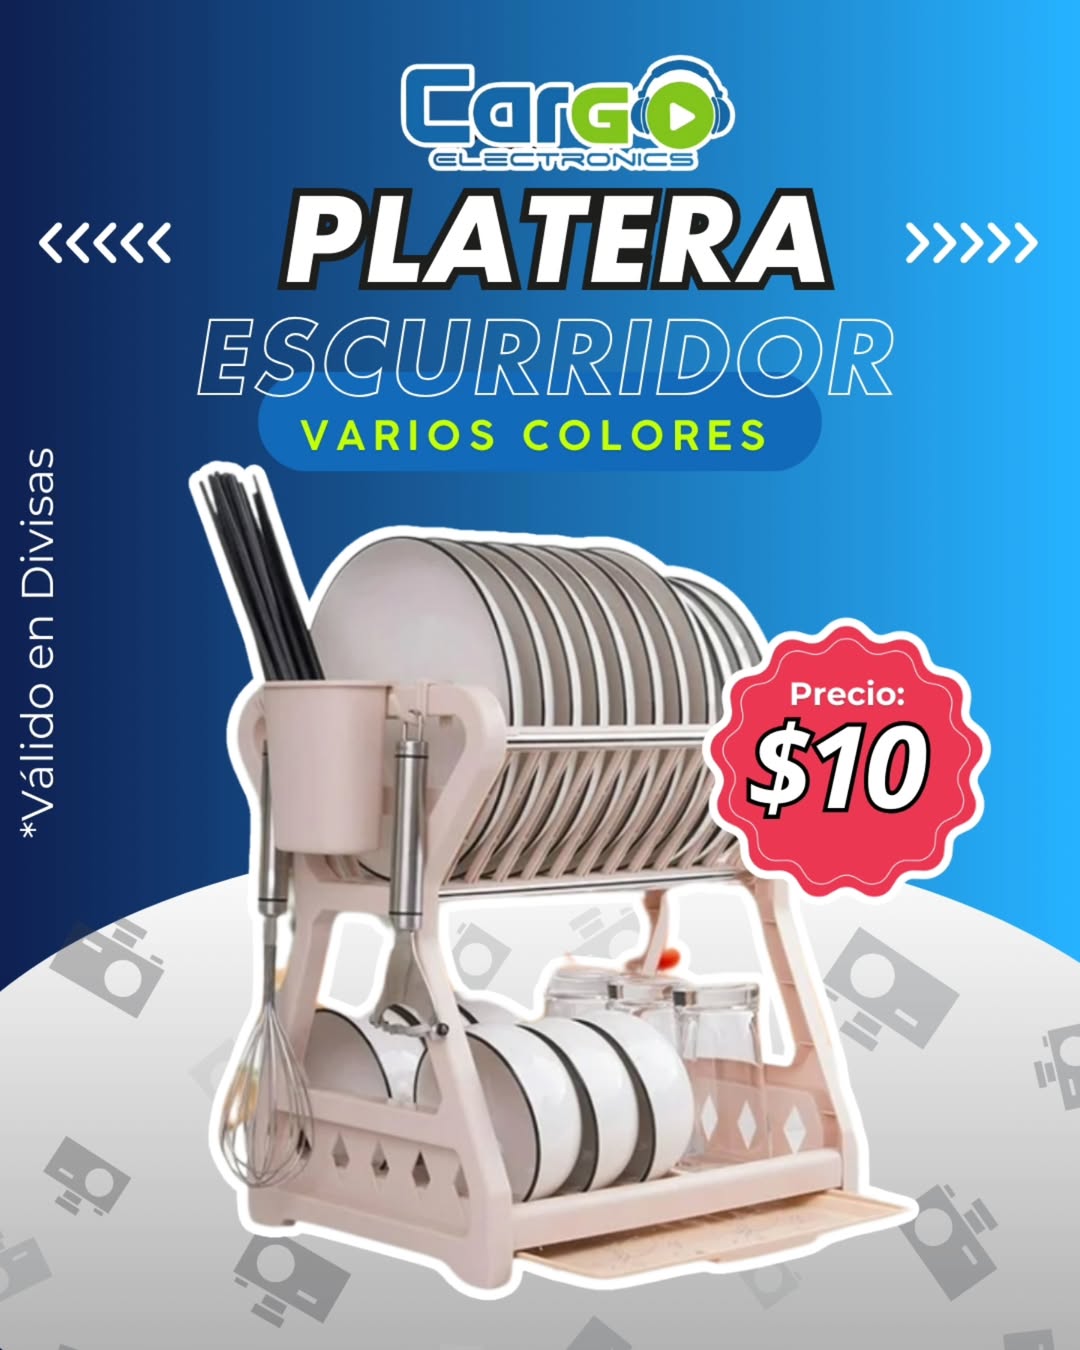 CarGO
ELECTRONICS
PLATERA
ESCURRIDOR
VARIOS COLORES
*Válido en Divisas
Precio:
$10